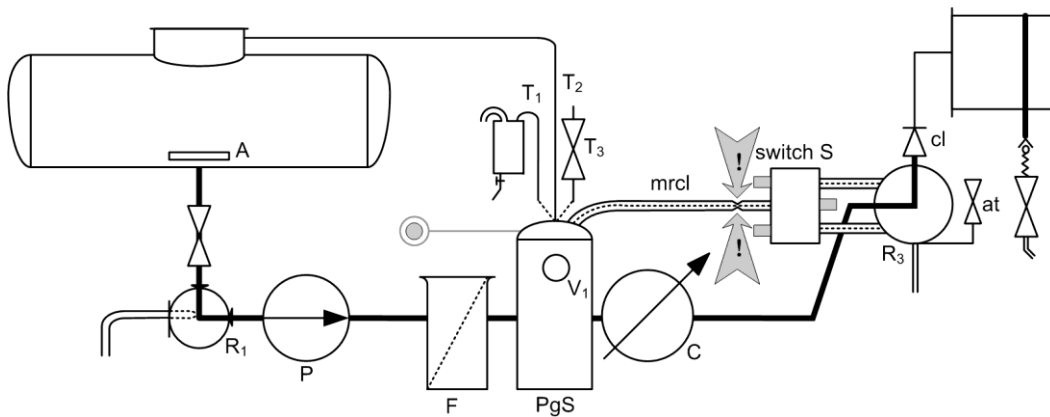 A
T₁
T₂
T₃
!
switch S
cl
mrcl
at
!
R₃
V₁
R₁
C
P
F
PgS